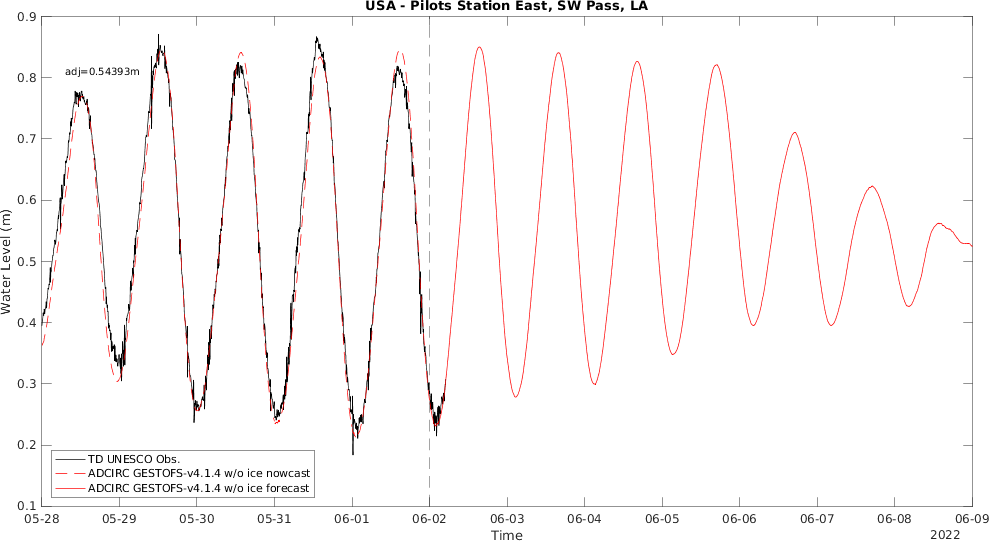 USA - Pilots Station East, SW Pass, LA
0.9
0.8
0.7
0.6
0.5
0.4
0.3
0.2
0.1
Water Level (m)
adj=0.54393m
TD UNESCO Obs.
ADCIRC GESTOFS-v4.1.4 w/o ice nowcast
ADCIRC GESTOFS-v4.1.4 w/o ice forecast
05-28 05-29 05-30 05-31 06-01 06-02 06-03 06-04 06-05 06-06 06-07 06-08 06-09
Time
2022